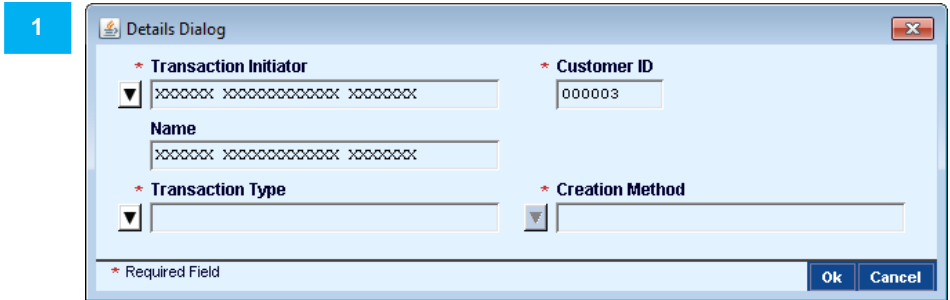 1
Details Dialog
* Transaction Initiator * Customer ID
XXXXXX XXXXXXXXXXXX XXXXXXX 000003
Name
XXXXXX XXXXXXXXXXXX XXXXXXX
* Transaction Type * Creation Method
* Required Field Ok Cancel